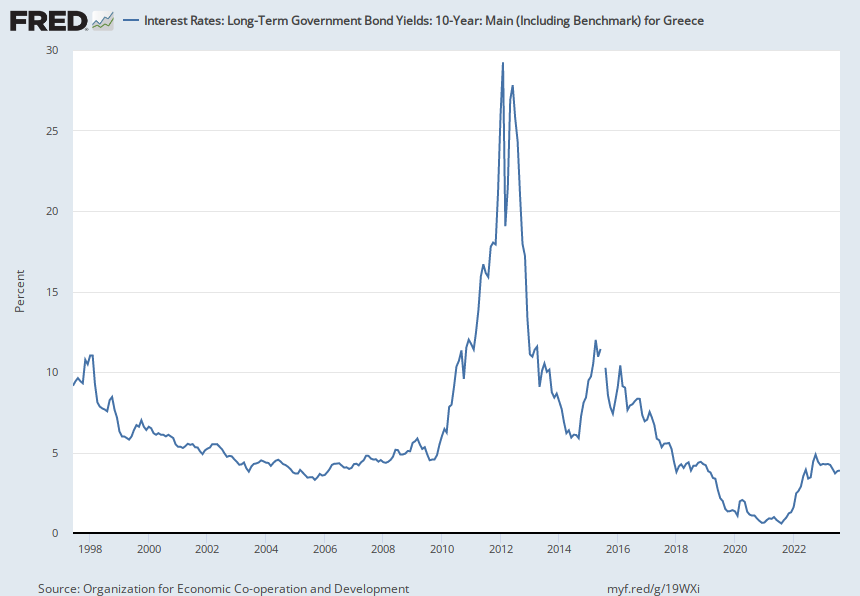 FRED Interest Rates: Long-Term Government Bond Yields: 10-Year: Main (Including Benchmark) for Greece
30
25
20
15
10
5
0
Percent
1998 2000 2002 2004 2006 2008 2010 2012 2014 2016 2018 2020 2022
Source: Organization for Economic Co-operation and Development myf.red/g/19WXi